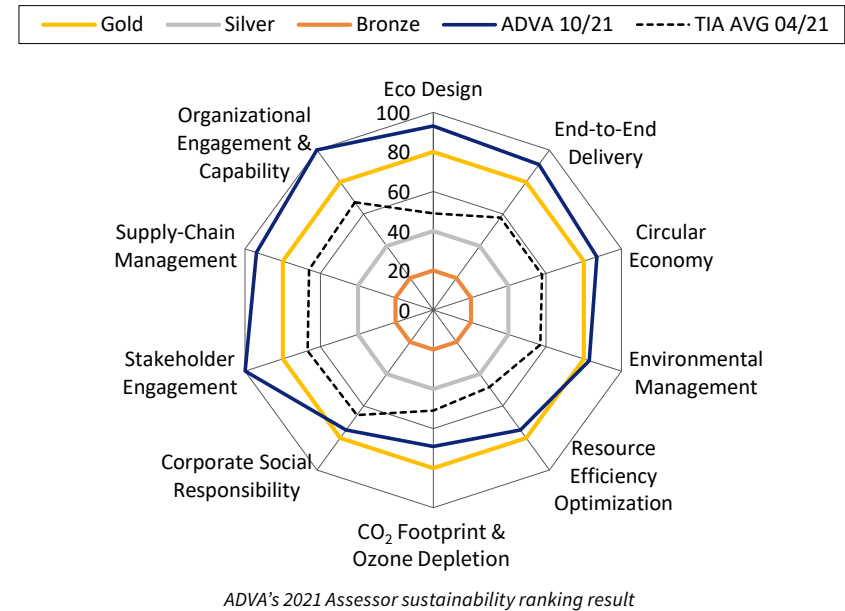 Gold Silver Bronze ADVA 10/21 TIA AVG 04/21
Eco Design
End-to-End
Delivery
Circular
Economy
Environmental
Management
Resource
Efficiency
Optimization
CO₂ Footprint &
Ozone Depletion
Corporate Social
Responsibility
Stakeholder
Engagement
Supply-Chain
Management
Organizational
Engagement &
Capability
100
80
60
40
20
0
ADVA's 2021 Assessor sustainability ranking result